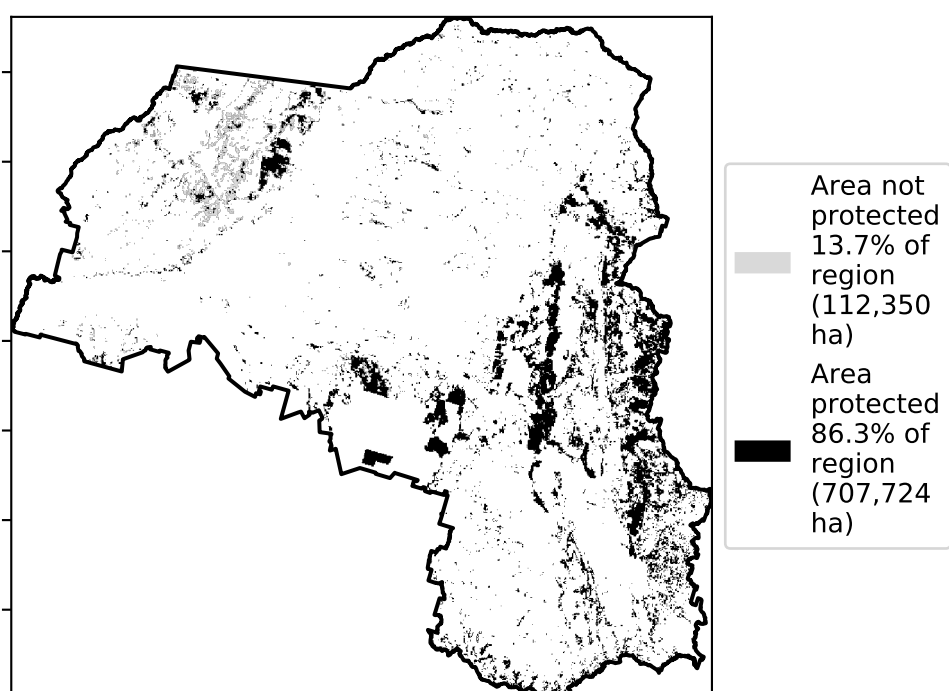 Area not
protected
13.7% of
region
(112,350
ha)
Area
protected
86.3% of
region
(707,724
ha)